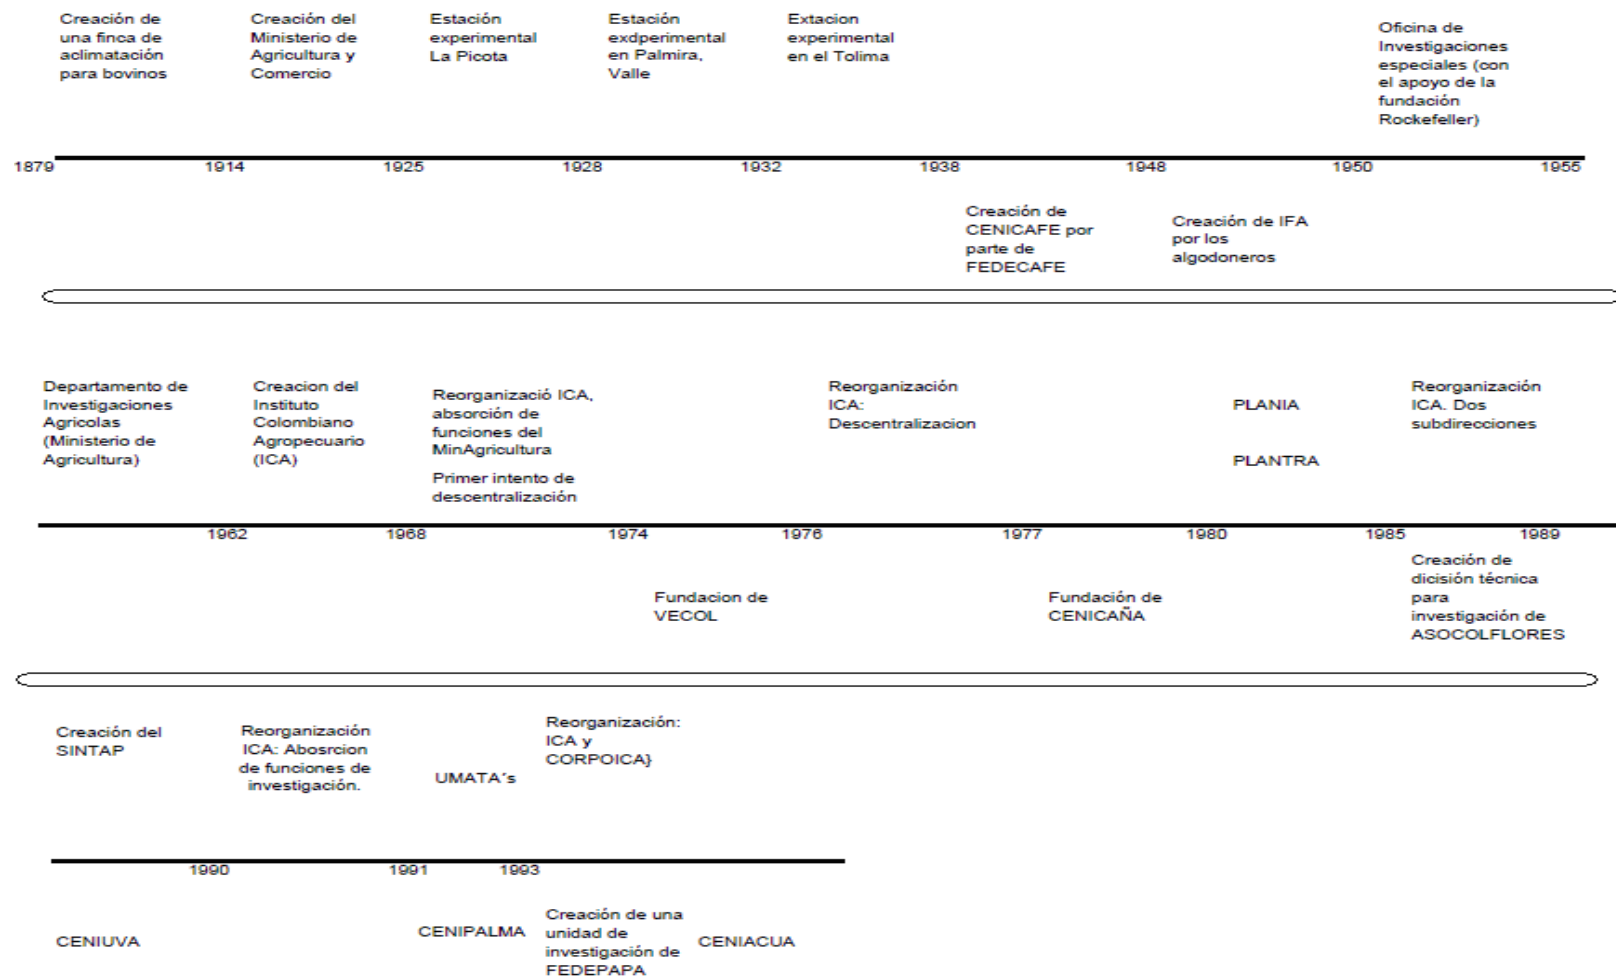 Creación de
una finca de
aclimatación
para bovinos
Creación del
Ministerio de
Agricultura y
Comercio
Estación
experimental
La Picota
Estación
exdperimental
en Palmira,
Valle
Extacion
experimental
en el Tolima
Oficina de
Investigaciones
especiales (con
el apoyo de la
fundación
Rockefeller)
1879 1914 1925 1928 1932 1938 1948 1950 1955
Creación de
CENICAFE por
parte de
FEDECAFE
Creación de IFA
por los
algodoneros
Departamento de
Investigaciones
Agricolas
(Ministerio de
Agricultura)
Creacion del
Instituto
Colombiano
Agropecuario
(ICA)
Reorganizació ICA,
absorción de
funciones del
MinAgricultura
Primer intento de
descentralización
Reorganización
ICA:
Descentralizacion
PLANIA
PLANTRA
Reorganización
ICA. Dos
subdirecciones
1962 1968 1974 1976 1977 1980 1985 1989
Fundacion de
VECOL
Fundación de
CENICAÑA
Creación de
dicisión técnica
para
investigación de
ASOCOLFLORES
Creación del
SINTAP
Reorganización
ICA: Abosrcion
de funciones de
investigación.
UMATA´s
Reorganización:
ICA y
CORPOICA}
1990 1991 1993
CENIUVA
CENIPALMA
Creación de una
unidad de
investigación de
FEDEPAPA
CENIACUA